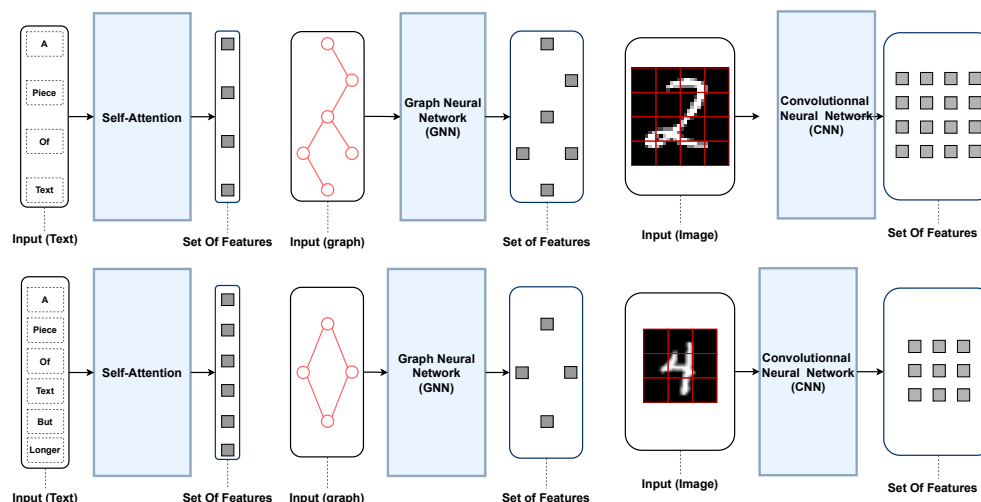 A
Piece
Of
Text
Self-Attention
Input (Text)
Set Of Features
Graph Neural
Network
(GNN)
Input (graph)
Set of Features
Convolutionnal
Neural Network
(CNN)
Input (Image)
Set Of Features
A
Piece
Of
Text
But
Longer
Self-Attention
Input (Text)
Set Of Features
Graph Neural
Network
(GNN)
Input (graph)
Set of Features
Convolutionnal
Neural Network
(CNN)
Input (Image)
Set Of Features
2
4